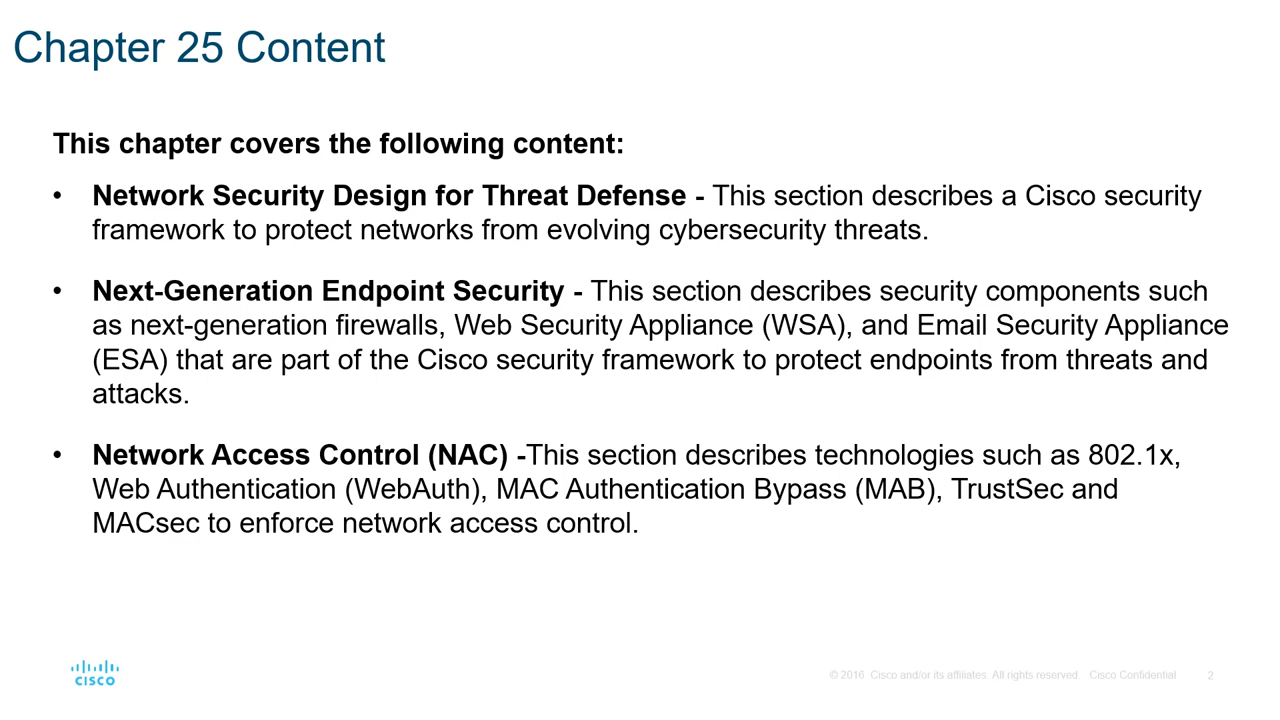 Chapter 25 Content
This chapter covers the following content:
• Network Security Design for Threat Defense - This section describes a Cisco security
framework to protect networks from evolving cybersecurity threats.
• Next-Generation Endpoint Security - This section describes security components such
as next-generation firewalls, Web Security Appliance (WSA), and Email Security Appliance
(ESA) that are part of the Cisco security framework to protect endpoints from threats and
attacks.
• Network Access Control (NAC) -This section describes technologies such as 802.1x,
Web Authentication (WebAuth), MAC Authentication Bypass (MAB), TrustSec and
MACsec to enforce network access control.
CISCO
© 2016 Cisco and/or its affiliates. All rights reserved. Cisco Confidential 2